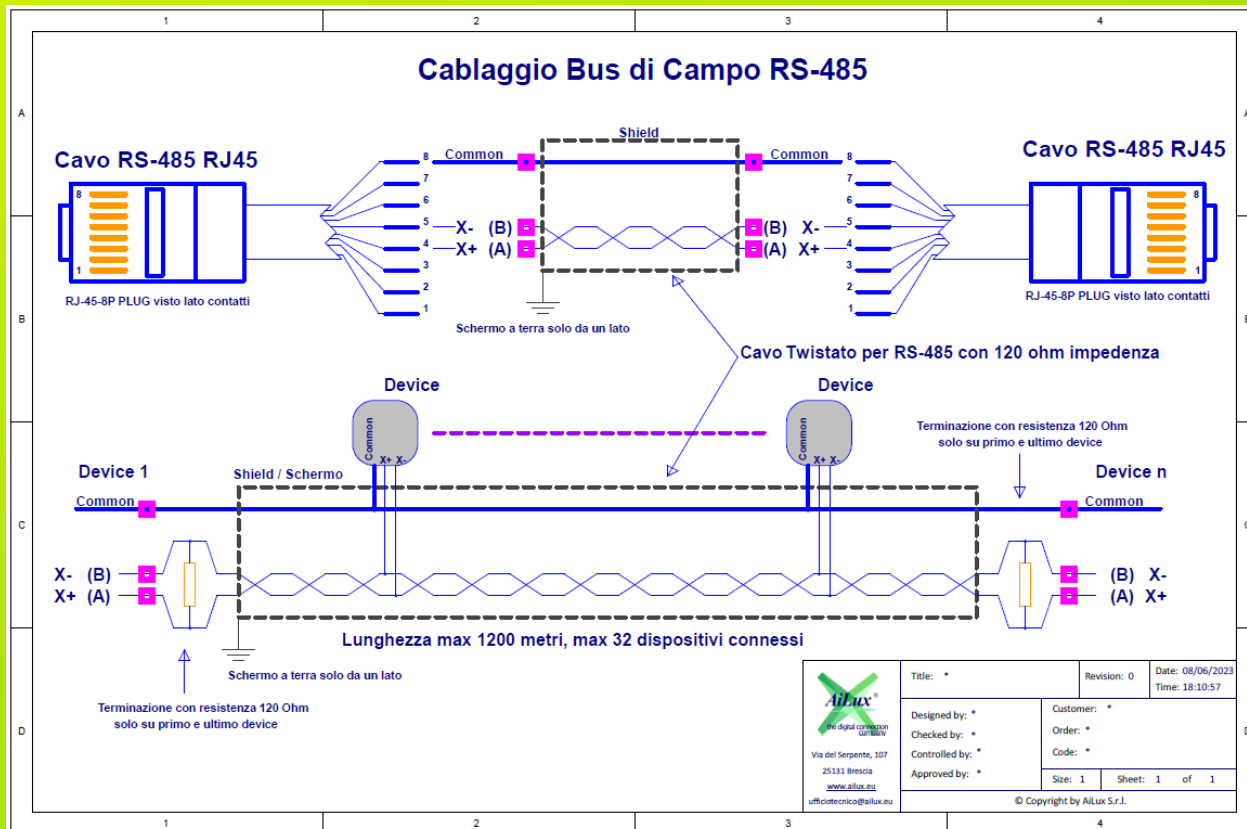 1 2 3 4
Cablaggio Bus di Campo RS-485
A A
Shield
Cavo RS-485 RJ45
Cavo RS-485 RJ45
8 Common Common 8
7 7
6 6
5 X- (B) (B) X- 5
4 X+ (A) (A) X+ 4
3 3
2 2
1 1
8
1
8
1
RJ-45-8P PLUG visto lato contatti
RJ-45-8P PLUG visto lato contatti
B B
Schermo a terra solo da un lato
Cavo Twistato per RS-485 con 120 ohm impedenza
Device Device
Common
X+ X-
Common
X+ X-
Terminazione con resistenza 120 Ohm
solo su primo e ultimo device
Device 1
Shield / Schermo
Device n
Common
Common
C C
X- (B)
X+ (A)
(B) X-
(A) X+
Lunghezza max 1200 metri, max 32 dispositivi connessi
Schermo a terra solo da un lato
Terminazione con resistenza 120 Ohm
solo su primo e ultimo device
D D
AiLux ®
the digital connection
company
Via del Serpente, 107
25131 Brescia
www.ailux.eu
ufficiotecnico@ailux.eu
Title: *
Revision: 0
Date: 08/06/2023
Time: 18:10:57
Designed by: *
Checked by: *
Controlled by: *
Approved by: *
Customer: *
Order: *
Code: *
Size: 1
Sheet: 1 of 1
© Copyright by AiLux S.r.l.
1 2 3 4